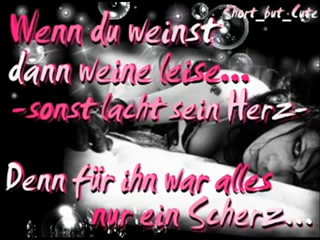 Short_but_Cute
Wenn du weinst
dann weine leise...
-sonst lacht sein Herz-
Denn für ihn war alles
nur ein Scherz...